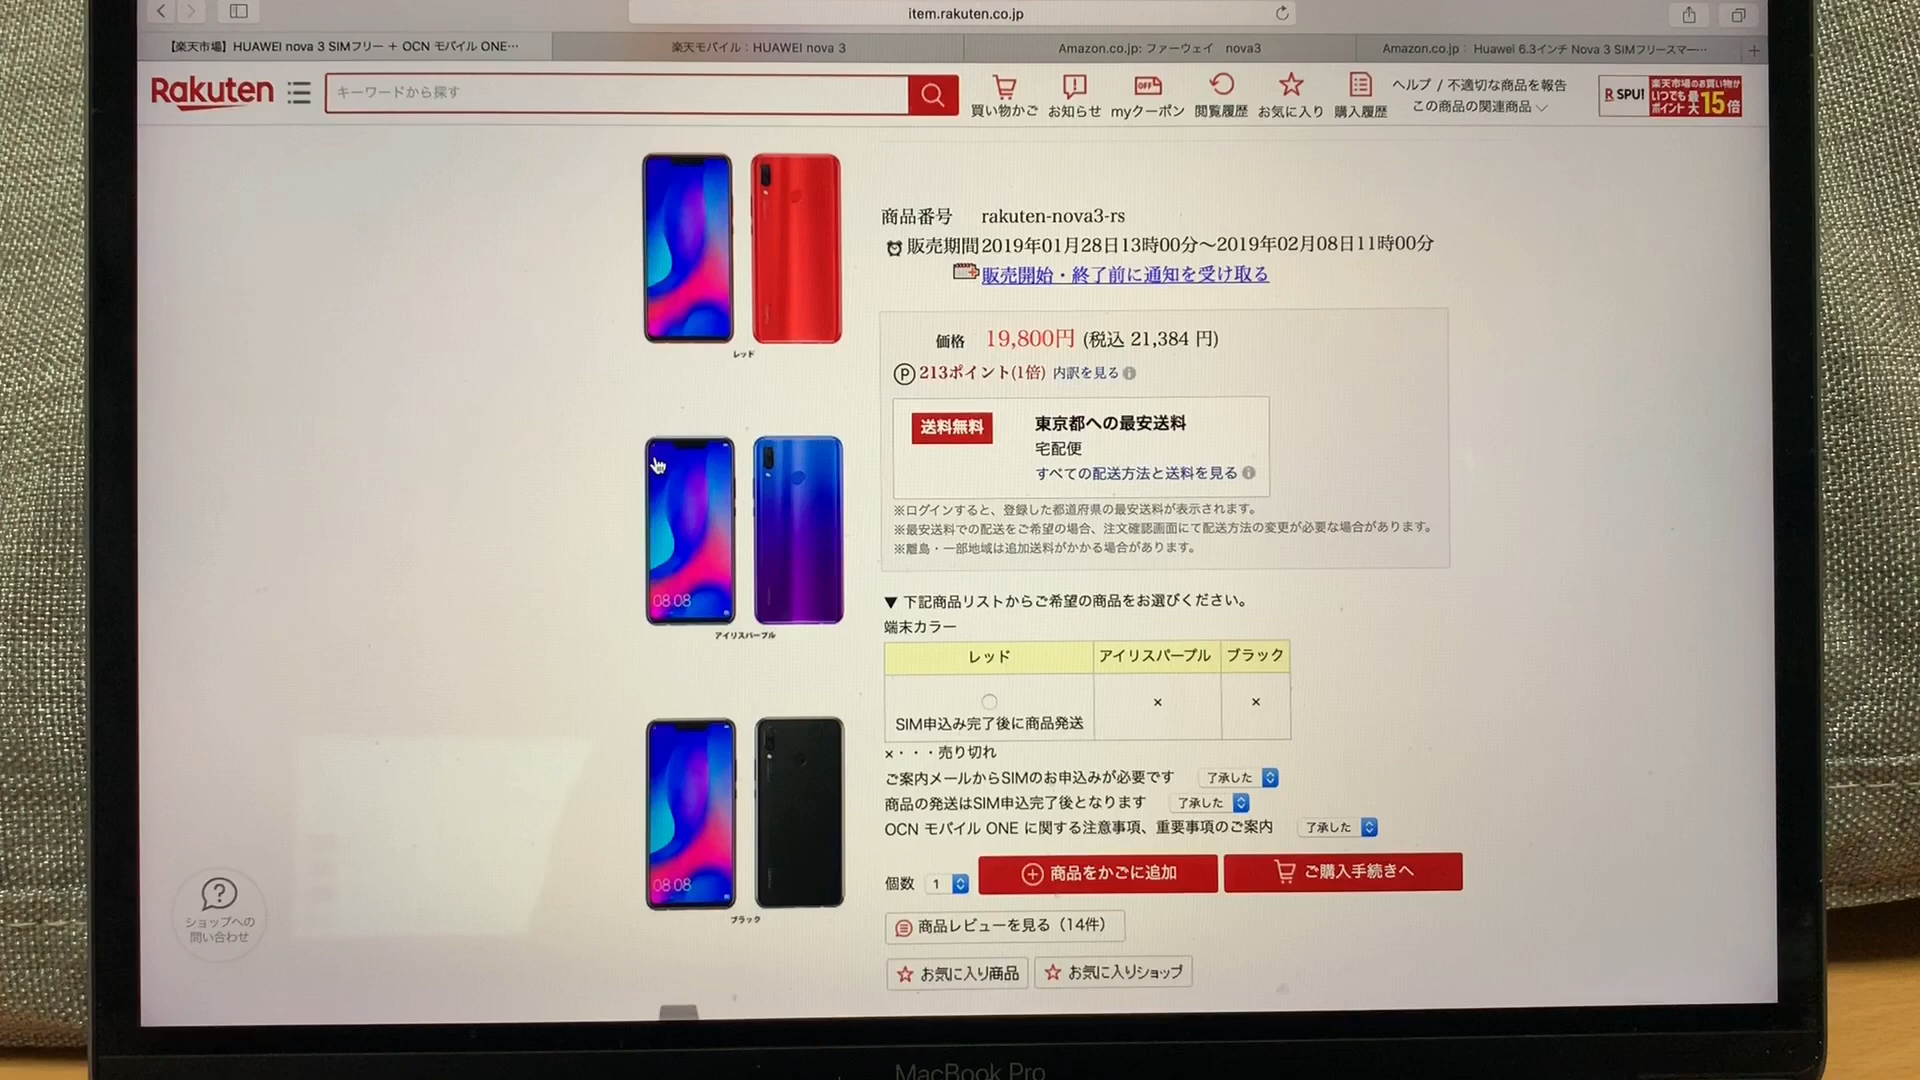 item.rakuten.co.jp
【楽天市場】HUAWEI nova 3 SIMフリー + OCN モバイル ONE…
楽天モバイル：HUAWEI nova 3
Amazon.co.jp: ファーウェイ nova3
Amazon.co.jp： Huawei 6.3インチ Nova 3 SIMフリースマー…
Rakuten
キーワードから探す
買い物かご
お知らせ
OFF
myクーポン
閲覧履歴
お気に入り
購入履歴
ヘルプ / 不適切な商品を報告
この商品の関連商品
R SPU!
楽天市場のお買い物が
いつでも最大
ポイント 15倍
商品番号 rakuten-nova3-rs
販売期間 2019年01月28日13時00分～2019年02月08日11時00分
販売開始・終了前に通知を受け取る
レッド
価格 19,800円 (税込 21,384 円)
P 213ポイント(1倍) 内訳を見る
送料無料
東京都への最安送料
宅配便
すべての配送方法と送料を見る
※ログインすると、登録した都道府県の最安送料が表示されます。
※最安送料での配送をご希望の場合、注文確認画面にて配送方法の変更が必要な場合があります。
※離島・一部地域は追加送料がかかる場合があります。
08 08
アイリスパープル
▼ 下記商品リストからご希望の商品をお選びください。
端末カラー
レッド アイリスパープル ブラック
× ×
SIM申込み完了後に商品発送
×・・・売り切れ
ご案内メールからSIMのお申込みが必要です 了承した
商品の発送はSIM申込完了後となります 了承した
OCN モバイル ONE に関する注意事項、重要事項のご案内 了承した
08 08
ブラック
個数 1
商品をかごに追加
ご購入手続きへ
商品レビューを見る（14件）
お気に入り商品
お気に入りショップ
ショップへの
問い合わせ
MacBook Pro